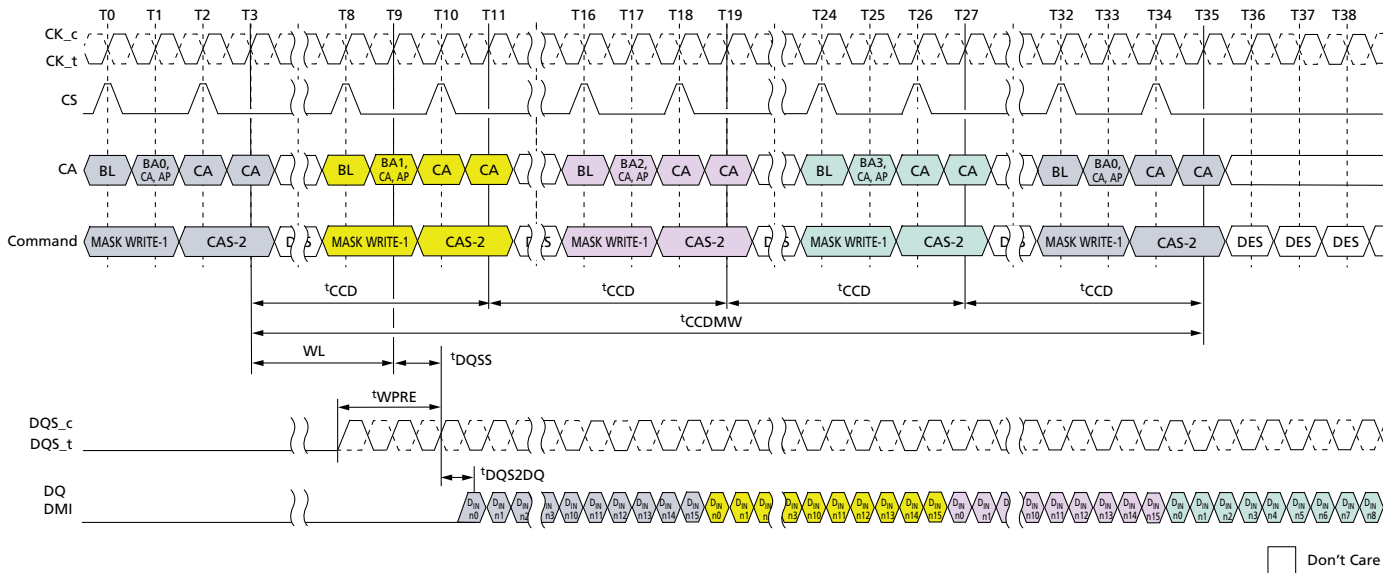 T0 T1 T2 T3 T8 T9 T10 T11 T16 T17 T18 T19 T24 T25 T26 T27 T32 T33 T34 T35 T36 T37 T38
CK_c
CK_t
CS
CA BL BA0, CA, AP CA CA BL BA1, CA, AP CA CA BL BA2, CA, AP CA CA BL BA3, CA, AP CA CA BL BA0, CA, AP CA CA
Command MASK WRITE-1 CAS-2 MASK WRITE-1 CAS-2 MASK WRITE-1 CAS-2 MASK WRITE-1 CAS-2 MASK WRITE-1 CAS-2 DES DES DES
tCCD tCCD tCCD tCCD
tCCDMW
WL tDQSS
tWPRE
DQS_c
DQS_t
tDQS2DQ
DQ
DMI
DIN n0 DIN n1 DIN n2 n3 DIN n10 DIN n11 DIN n12 DIN n13 DIN n14 DIN n15 DIN n0 DIN n1 DIN n3 DIN n10 DIN n11 DIN n12 DIN n13 DIN n14 DIN n15 DIN n0 DIN n1 DIN n10 DIN n11 DIN n12 DIN n13 DIN n14 DIN n15 DIN n0 DIN n1 DIN n2 DIN n3 DIN n4 DIN n5 DIN n6 DIN n7 DIN n8
Don't Care